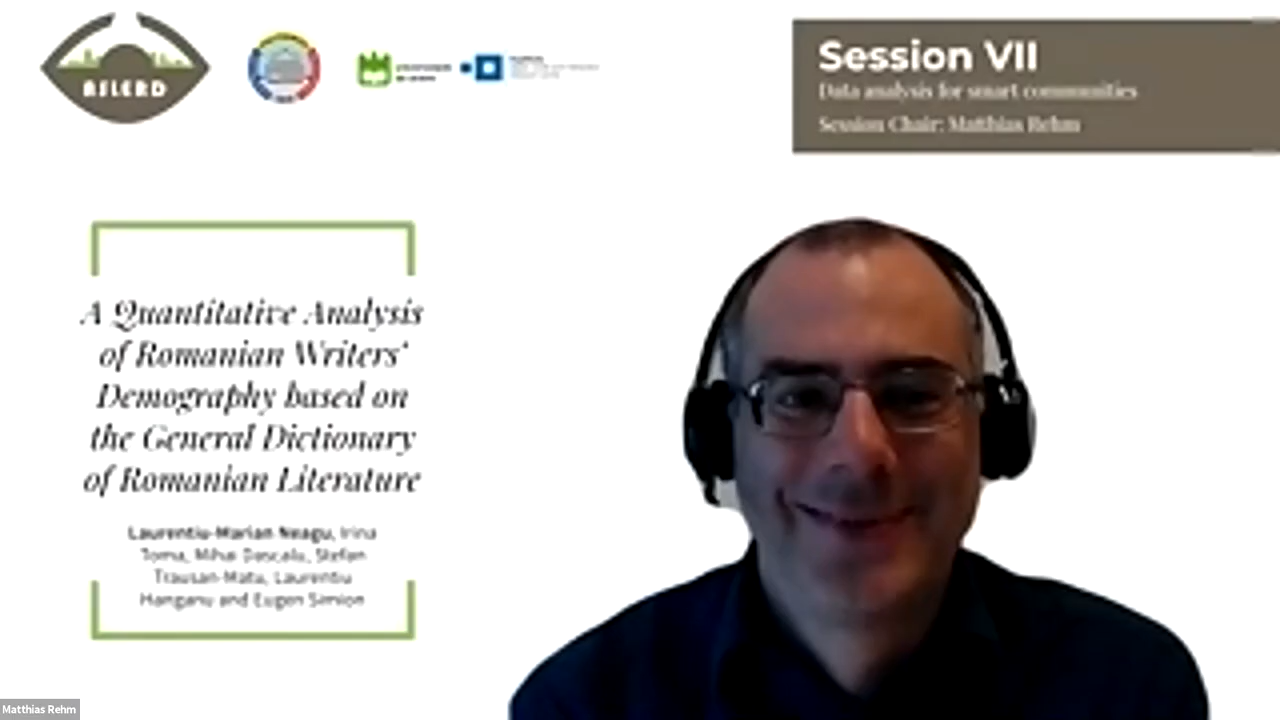 ASLERD
Session VII
Data analysis for smart communities
Session Chair: Matthias Rehm
A Quantitative Analysis
of Romanian Writers'
Demography based on
the General Dictionary
of Romanian Literature
Laurentiu-Marian Neagu, Irina
Toma, Mihai Dascalu, Stefan
Trausan-Matu, Laurentiu
Hanganu and Eugen Simion
Matthias Rehm